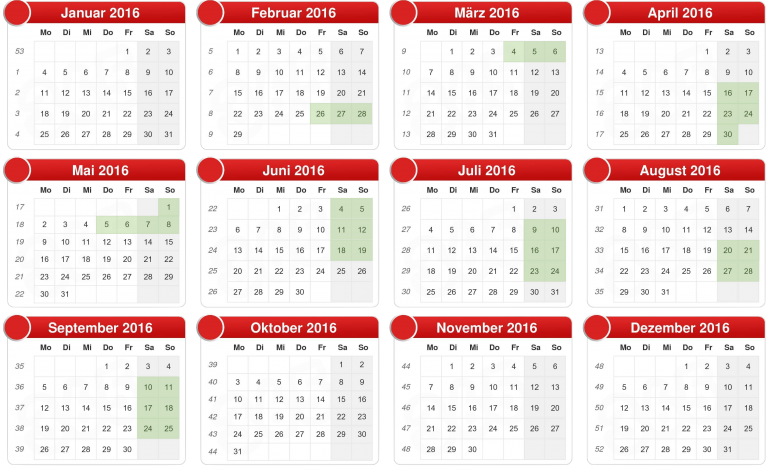 Januar 2016
Mo Di Mi Do Fr Sa So
53 1 2 3
1 4 5 6 7 8 9 10
2 11 12 13 14 15 16 17
3 18 19 20 21 22 23 24
4 25 26 27 28 29 30 31
Februar 2016
Mo Di Mi Do Fr Sa So
5 1 2 3 4 5 6 7
6 8 9 10 11 12 13 14
7 15 16 17 18 19 20 21
8 22 23 24 25 26 27 28
9 29
März 2016
Mo Di Mi Do Fr Sa So
9 1 2 3 4 5 6
10 7 8 9 10 11 12 13
11 14 15 16 17 18 19 20
12 21 22 23 24 25 26 27
13 28 29 30 31
April 2016
Mo Di Mi Do Fr Sa So
13 1 2 3
14 4 5 6 7 8 9 10
15 11 12 13 14 15 16 17
16 18 19 20 21 22 23 24
17 25 26 27 28 29 30
Mai 2016
Mo Di Mi Do Fr Sa So
17 1
18 2 3 4 5 6 7 8
19 9 10 11 12 13 14 15
20 16 17 18 19 20 21 22
21 23 24 25 26 27 28 29
22 30 31
Juni 2016
Mo Di Mi Do Fr Sa So
22 1 2 3 4 5
23 6 7 8 9 10 11 12
24 13 14 15 16 17 18 19
25 20 21 22 23 24 25 26
26 27 28 29 30
Juli 2016
Mo Di Mi Do Fr Sa So
26 1 2 3
27 4 5 6 7 8 9 10
28 11 12 13 14 15 16 17
29 18 19 20 21 22 23 24
30 25 26 27 28 29 30 31
August 2016
Mo Di Mi Do Fr Sa So
31 1 2 3 4 5 6 7
32 8 9 10 11 12 13 14
33 15 16 17 18 19 20 21
34 22 23 24 25 26 27 28
35 29 30 31
September 2016
Mo Di Mi Do Fr Sa So
35 1 2 3 4
36 5 6 7 8 9 10 11
37 12 13 14 15 16 17 18
38 19 20 21 22 23 24 25
39 26 27 28 29 30
Oktober 2016
Mo Di Mi Do Fr Sa So
39 1 2
40 3 4 5 6 7 8 9
41 10 11 12 13 14 15 16
42 17 18 19 20 21 22 23
43 24 25 26 27 28 29 30
44 31
November 2016
Mo Di Mi Do Fr Sa So
44 1 2 3 4 5 6
45 7 8 9 10 11 12 13
46 14 15 16 17 18 19 20
47 21 22 23 24 25 26 27
48 28 29 30
Dezember 2016
Mo Di Mi Do Fr Sa So
48 1 2 3 4
49 5 6 7 8 9 10 11
50 12 13 14 15 16 17 18
51 19 20 21 22 23 24 25
52 26 27 28 29 30 31